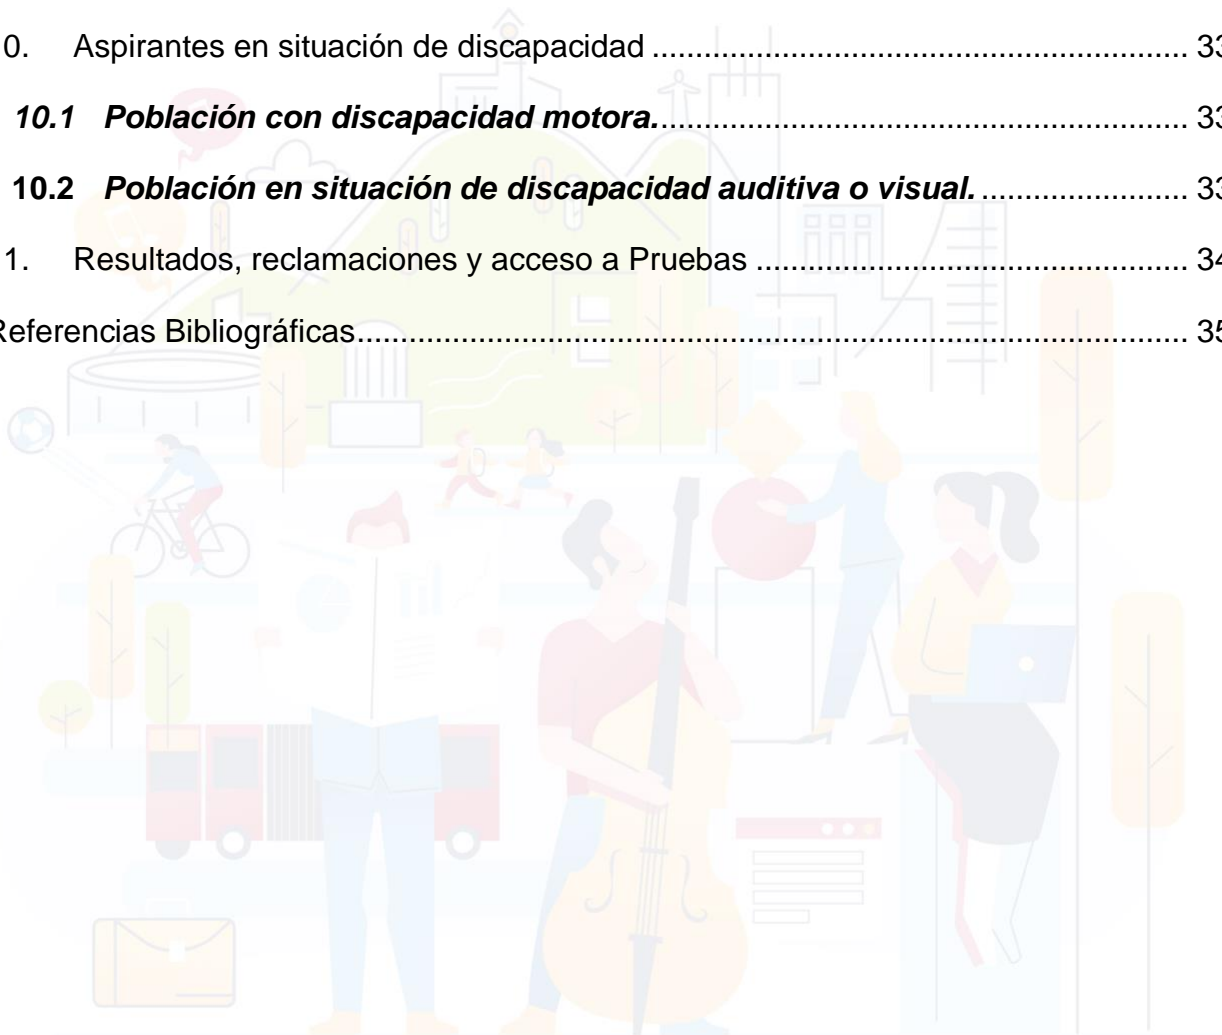 0. Aspirantes en situación de discapacidad ........................................................... 33
10.1 Población con discapacidad motora. ........................................................... 33
10.2 Población en situación de discapacidad auditiva o visual. ........................ 33
1. Resultados, reclamaciones y acceso a Pruebas ................................................ 34
Referencias Bibliográficas ............................................................................................... 35